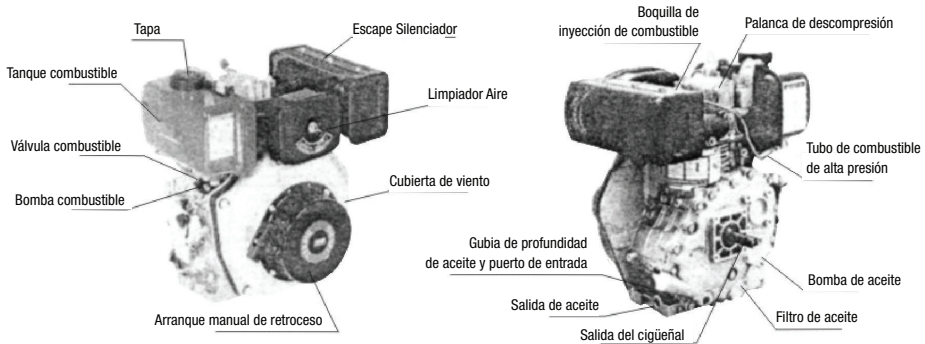 Tapa
Escape Silenciador
Tanque combustible
Limpiador Aire
Válvula combustible
Bomba combustible
Cubierta de viento
Arranque manual de retroceso
Boquilla de
inyección de combustible
Palanca de descompresión
Tubo de combustible
de alta presión
Gubia de profundidad
de aceite y puerto de entrada
Bomba de aceite
Salida de aceite
Filtro de aceite
Salida del cigüeñal